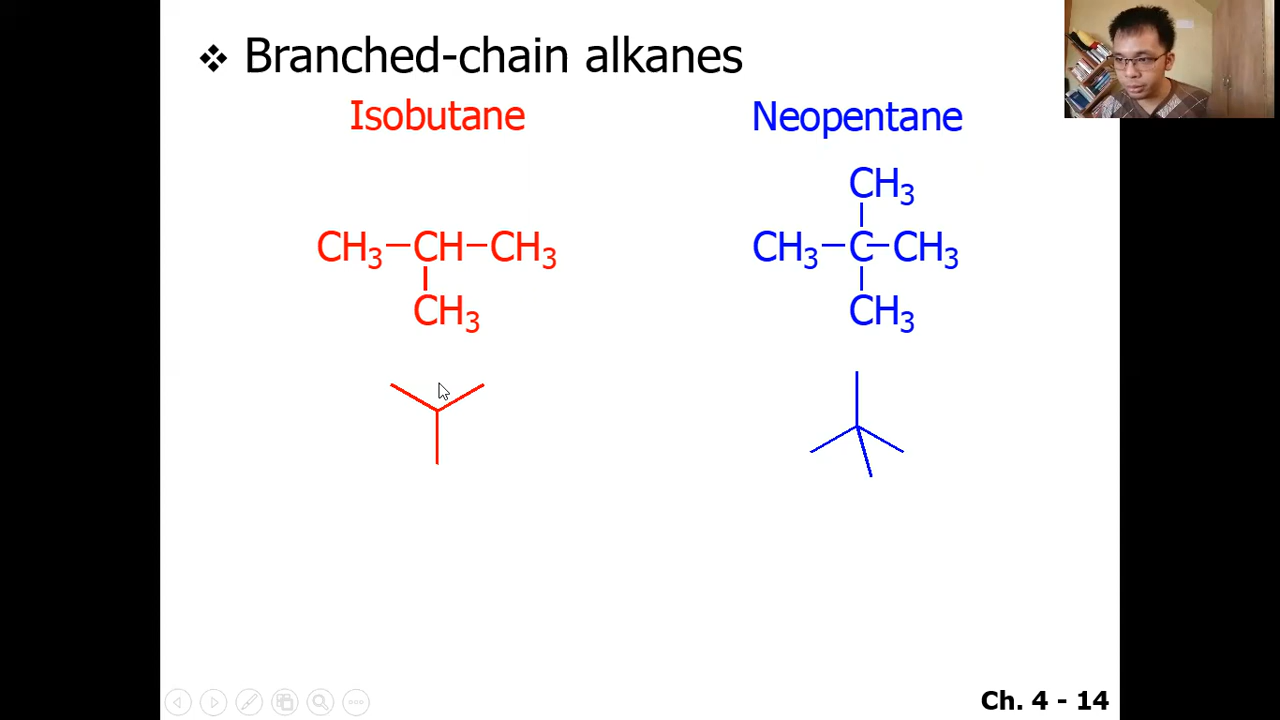 ❖ Branched-chain alkanes
Isobutane
CH₃–CH–CH₃
CH₃
Neopentane
CH₃
CH₃–C–CH₃
CH₃
Ch. 4 - 14